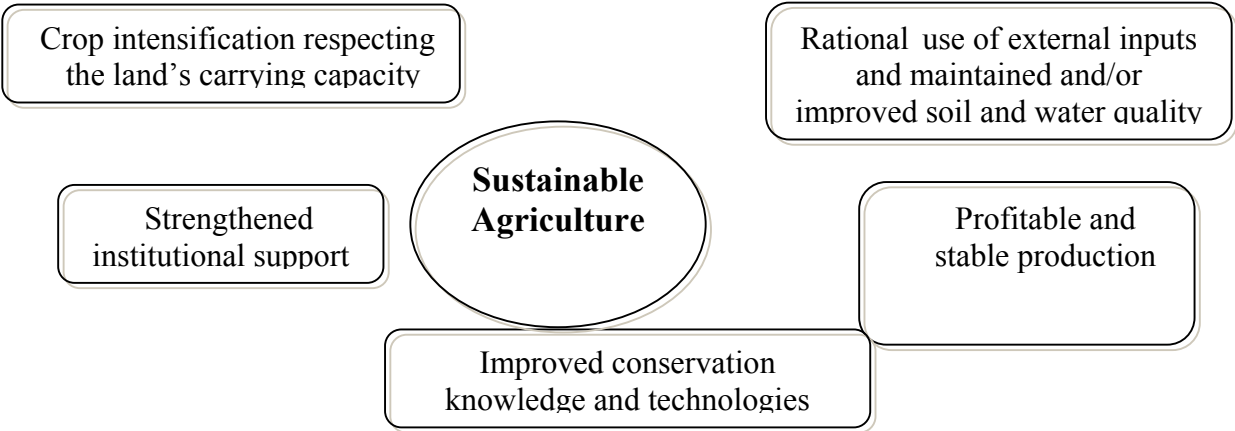 Crop intensification respecting
the land's carrying capacity
Rational use of external inputs
and maintained and/or
improved soil and water quality
Sustainable
Agriculture
Strengthened
institutional support
Profitable and
stable production
Improved conservation
knowledge and technologies